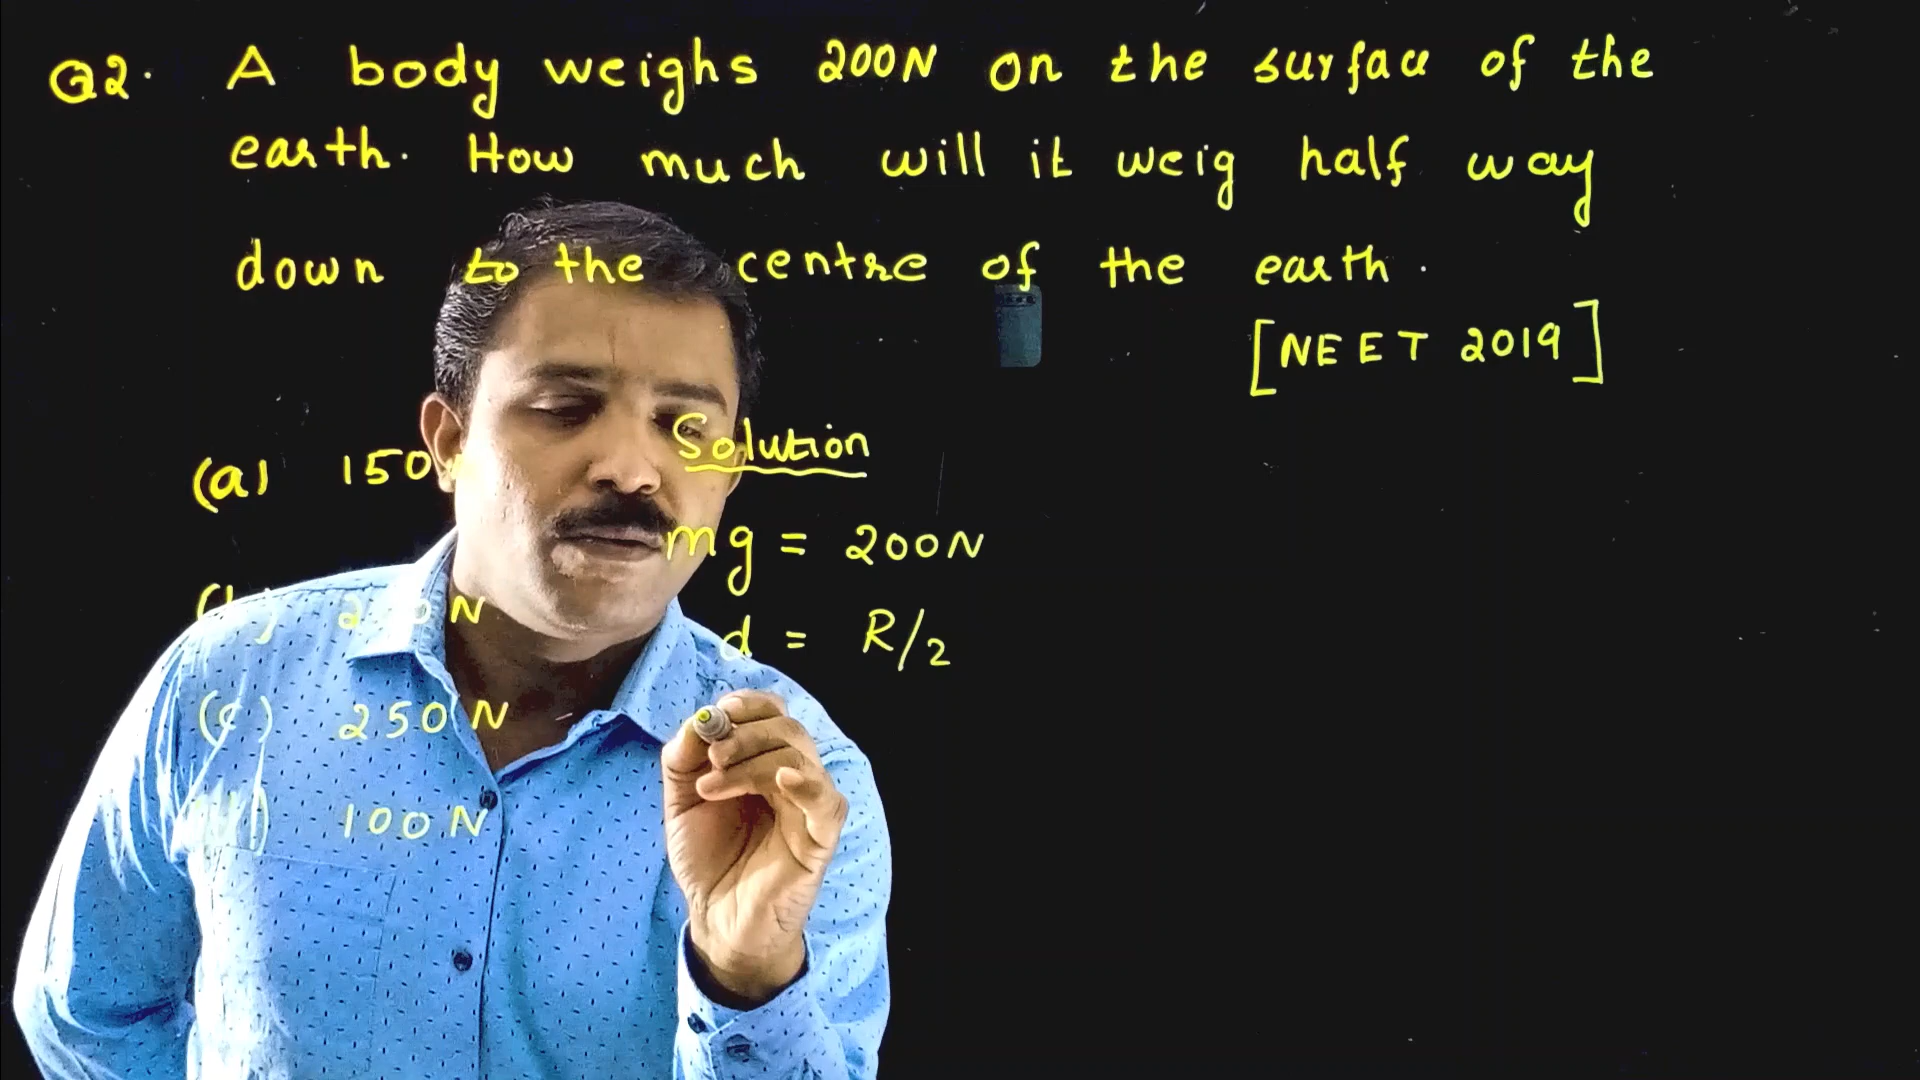 Q2. A body weighs 200N on the surface of the
earth. How much will it weig half way
down to the centre of the earth.
[NEET 2019]
Solution
(a) 150
mg = 200N
d = R/2
(c) 250N
100N